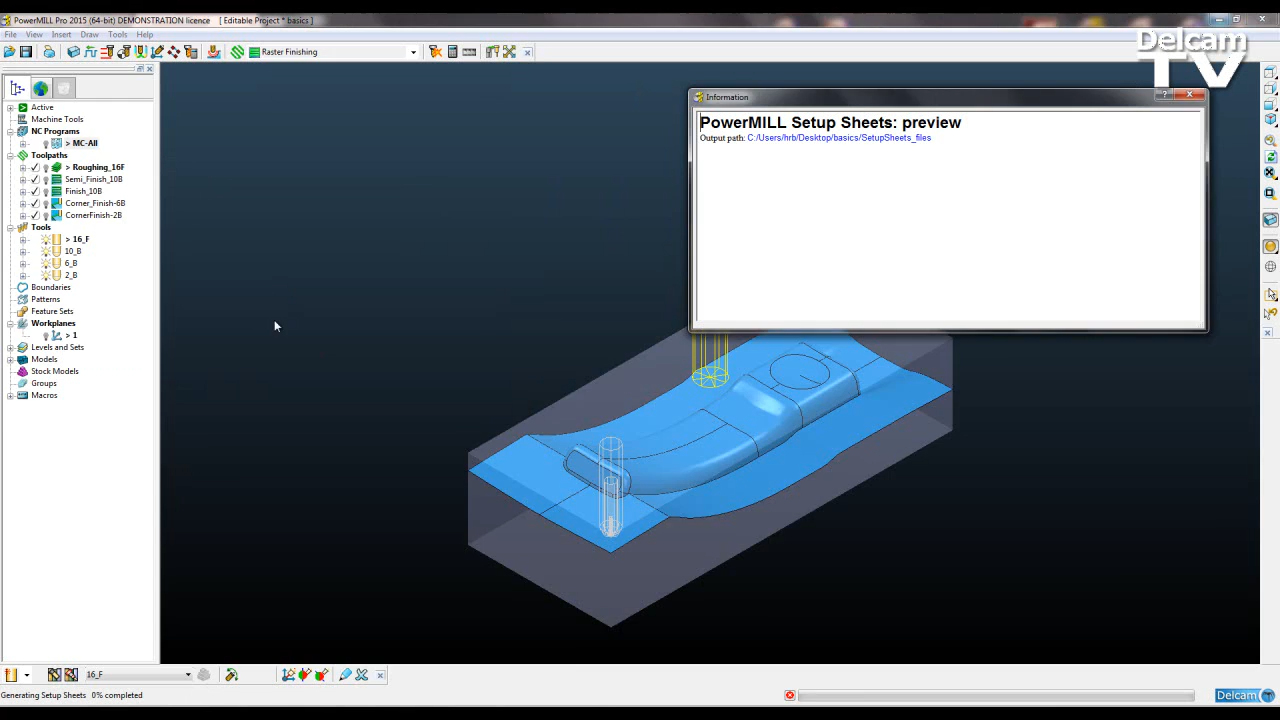 PowerMILL Pro 2015 (64-bit) DEMONSTRATION licence [ Editable Project * basics ]
File View Insert Draw Tools Help
Delcam
TV
Raster Finishing
Active
Machine Tools
NC Programs
> MC-All
Toolpaths
> Roughing_16F
Semi_Finish_10B
Finish_10B
Corner_Finish-6B
CornerFinish-2B
Tools
> 16_F
10_B
6_B
2_B
Boundaries
Patterns
Feature Sets
Workplanes
> 1
Levels and Sets
Models
Stock Models
Groups
Macros
Information
PowerMILL Setup Sheets: preview
Output path: C:/Users/hrb/Desktop/basics/SetupSheets_files
16_F
Generating Setup Sheets 0% completed
Delcam